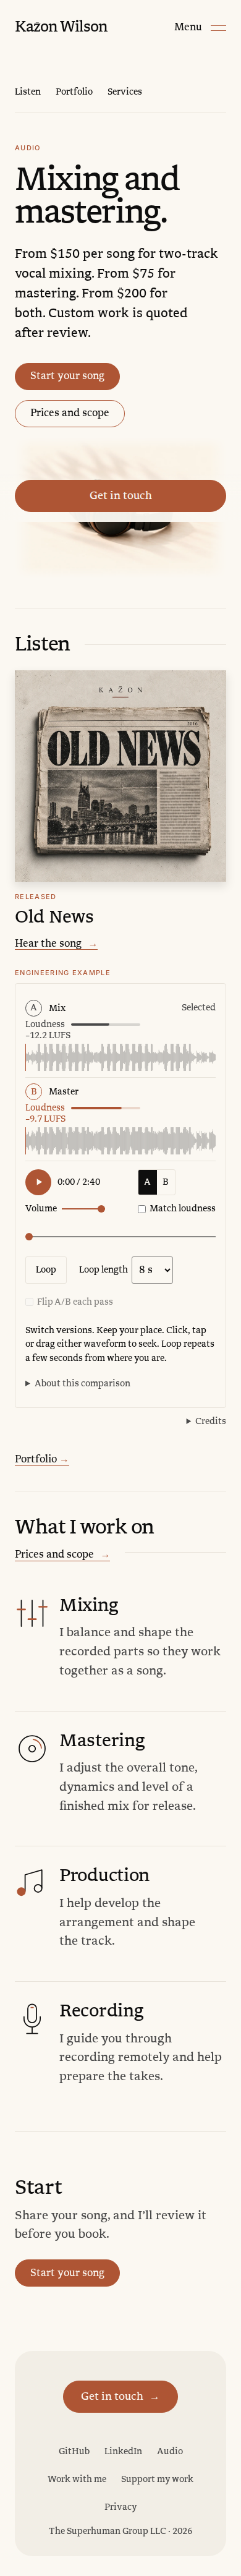 Kazon Wilson
Menu
Listen Portfolio Services
AUDIO
Mixing and
mastering.
From $150 per song for two-track
vocal mixing. From $75 for
mastering. From $200 for
both. Custom work is quoted
after review.
Start your song
Prices and scope
Get in touch
Listen
KAŽON
OLD NEWS
RELEASED
Old News
Hear the song →
ENGINEERING EXAMPLE
A Mix Selected
Loudness
−12.2 LUFS
B Master
Loudness
−9.7 LUFS
0:00 / 2:40 A B
Volume Match loudness
Loop Loop length 8 s
Flip A/B each pass
Switch versions. Keep your place. Click, tap
or drag either waveform to seek. Loop repeats
a few seconds from where you are.
▶ About this comparison
▶ Credits
Portfolio →
What I work on
Prices and scope →
Mixing
I balance and shape the
recorded parts so they work
together as a song.
Mastering
I adjust the overall tone,
dynamics and level of a
finished mix for release.
Production
I help develop the
arrangement and shape
the track.
Recording
I guide you through
recording remotely and help
prepare the takes.
Start
Share your song, and I’ll review it
before you book.
Start your song
Get in touch →
GitHub LinkedIn Audio
Work with me Support my work
Privacy
The Superhuman Group LLC · 2026